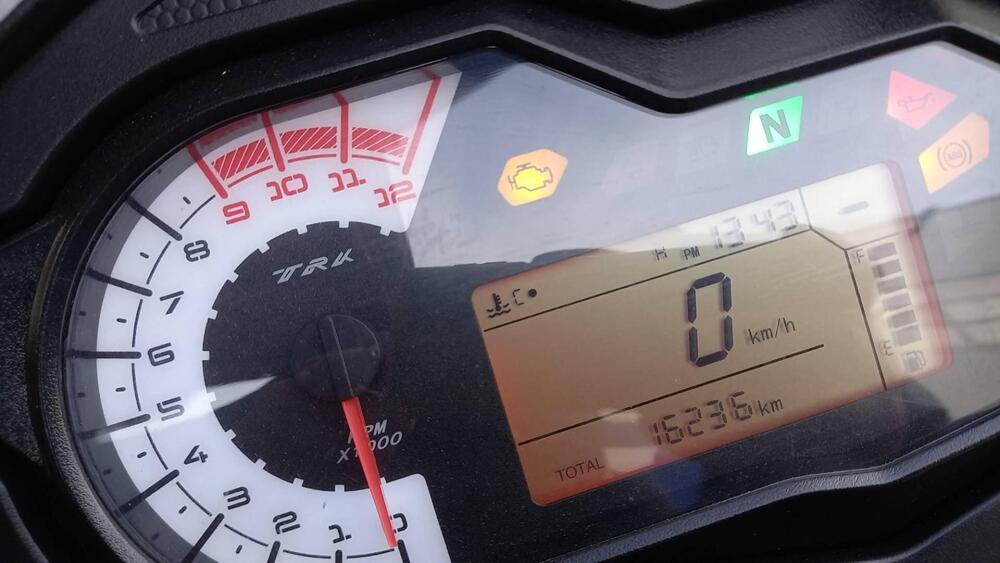 9
10
11
12
8
7
6
5
4
3
2
1
0
TRK
RPM
X1000
N
ABS
H PM 13:43
C
0 km/h
F
E
TOTAL 16236 km